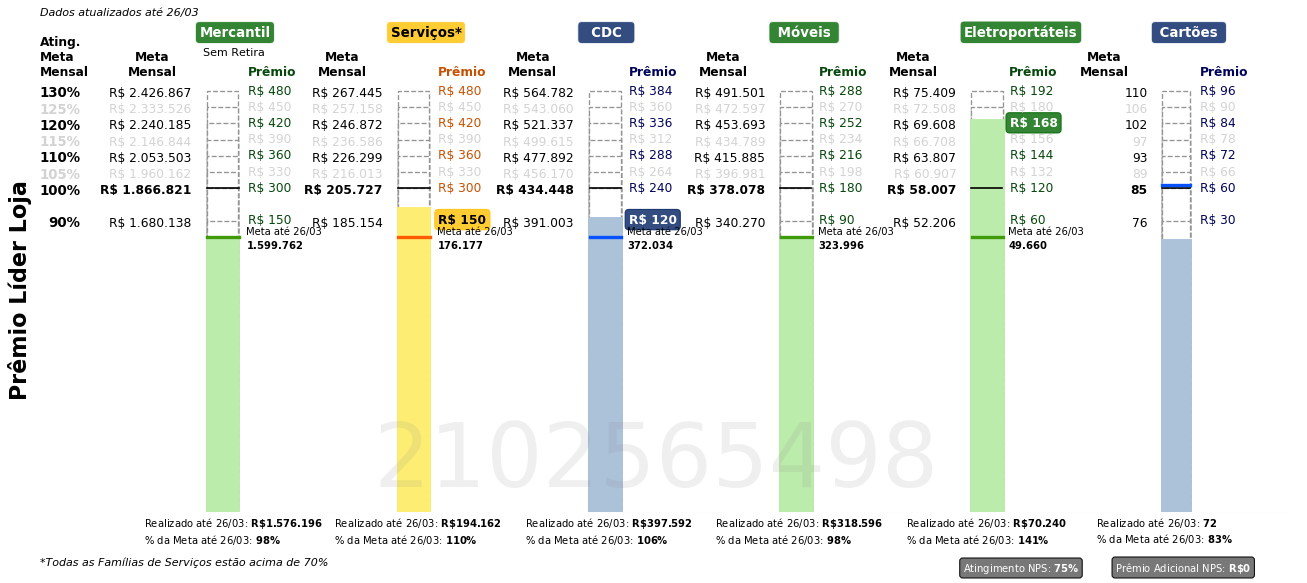 Dados atualizados até 26/03
Mercantil Serviços* CDC Móveis Eletroportáteis Cartões
Sem Retira
Ating. Meta Mensal
Meta Mensal Prêmio Meta Mensal Prêmio Meta Mensal Prêmio Meta Mensal Prêmio Meta Mensal Prêmio Meta Mensal Prêmio
130% R$ 2.426.867 R$ 480 R$ 267.445 R$ 480 R$ 564.782 R$ 384 R$ 491.501 R$ 288 R$ 75.409 R$ 192 110 R$ 96
125% R$ 2.333.526 R$ 450 R$ 257.158 R$ 450 R$ 543.060 R$ 360 R$ 472.597 R$ 270 R$ 72.508 R$ 180 106 R$ 90
120% R$ 2.240.185 R$ 420 R$ 246.872 R$ 420 R$ 521.337 R$ 336 R$ 453.693 R$ 252 R$ 69.608 R$ 168 102 R$ 84
115% R$ 2.146.844 R$ 390 R$ 236.586 R$ 390 R$ 499.615 R$ 312 R$ 434.789 R$ 234 R$ 66.708 R$ 156 97 R$ 78
110% R$ 2.053.503 R$ 360 R$ 226.299 R$ 360 R$ 477.892 R$ 288 R$ 415.885 R$ 216 R$ 63.807 R$ 144 93 R$ 72
105% R$ 1.960.162 R$ 330 R$ 216.013 R$ 330 R$ 456.170 R$ 264 R$ 396.981 R$ 198 R$ 60.907 R$ 132 89 R$ 66
100% R$ 1.866.821 R$ 300 R$ 205.727 R$ 300 R$ 434.448 R$ 240 R$ 378.078 R$ 180 R$ 58.007 R$ 120 85 R$ 60
90% R$ 1.680.138 R$ 150 R$ 185.154 R$ 150 R$ 391.003 R$ 120 R$ 340.270 R$ 90 R$ 52.206 R$ 60 76 R$ 30
Meta até 26/03 Meta até 26/03 Meta até 26/03 Meta até 26/03 Meta até 26/03
1.599.762 176.177 372.034 323.996 49.660
Prêmio Líder Loja
2102565498
Realizado até 26/03: R$1.576.196 Realizado até 26/03: R$194.162 Realizado até 26/03: R$397.592 Realizado até 26/03: R$318.596 Realizado até 26/03: R$70.240 Realizado até 26/03: 72
% da Meta até 26/03: 98% % da Meta até 26/03: 110% % da Meta até 26/03: 106% % da Meta até 26/03: 98% % da Meta até 26/03: 141% % da Meta até 26/03: 83%
*Todas as Famílias de Serviços estão acima de 70%
Atingimento NPS: 75% Prêmio Adicional NPS: R$0